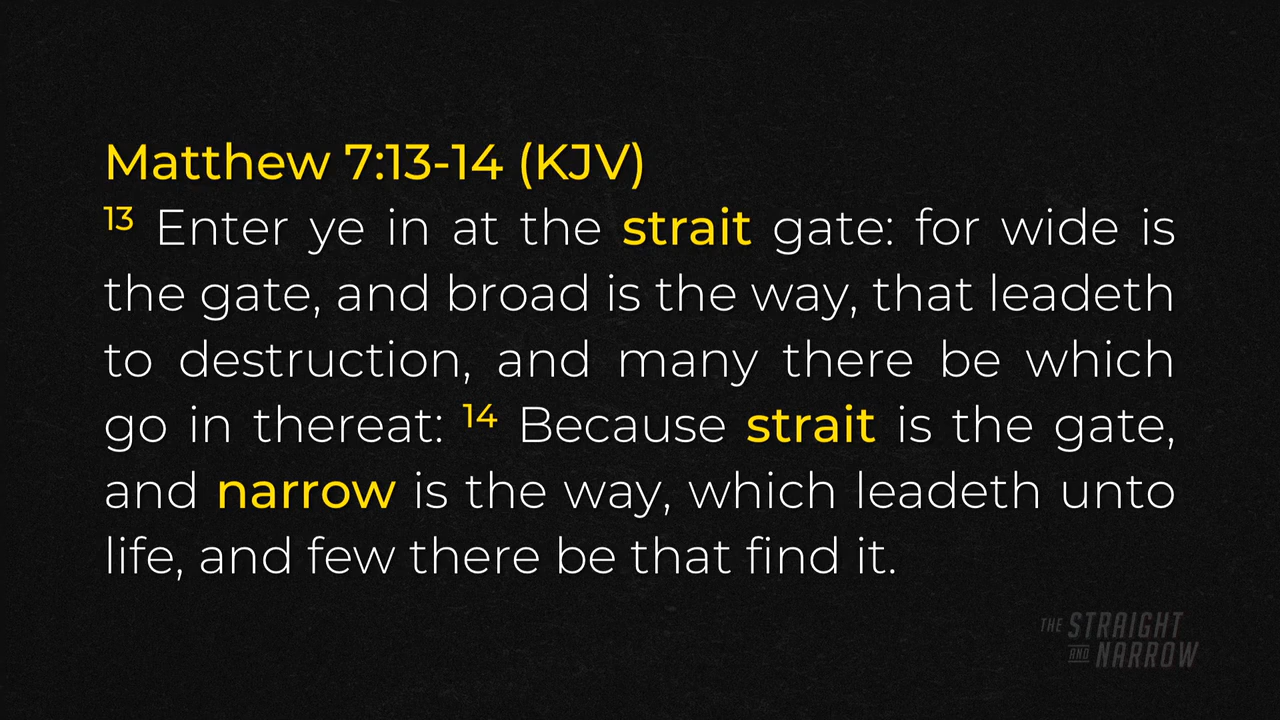 Matthew 7:13-14 (KJV)
13 Enter ye in at the strait gate: for wide is
the gate, and broad is the way, that leadeth
to destruction, and many there be which
go in thereat: 14 Because strait is the gate,
and narrow is the way, which leadeth unto
life, and few there be that find it.
THE STRAIGHT
AND NARROW